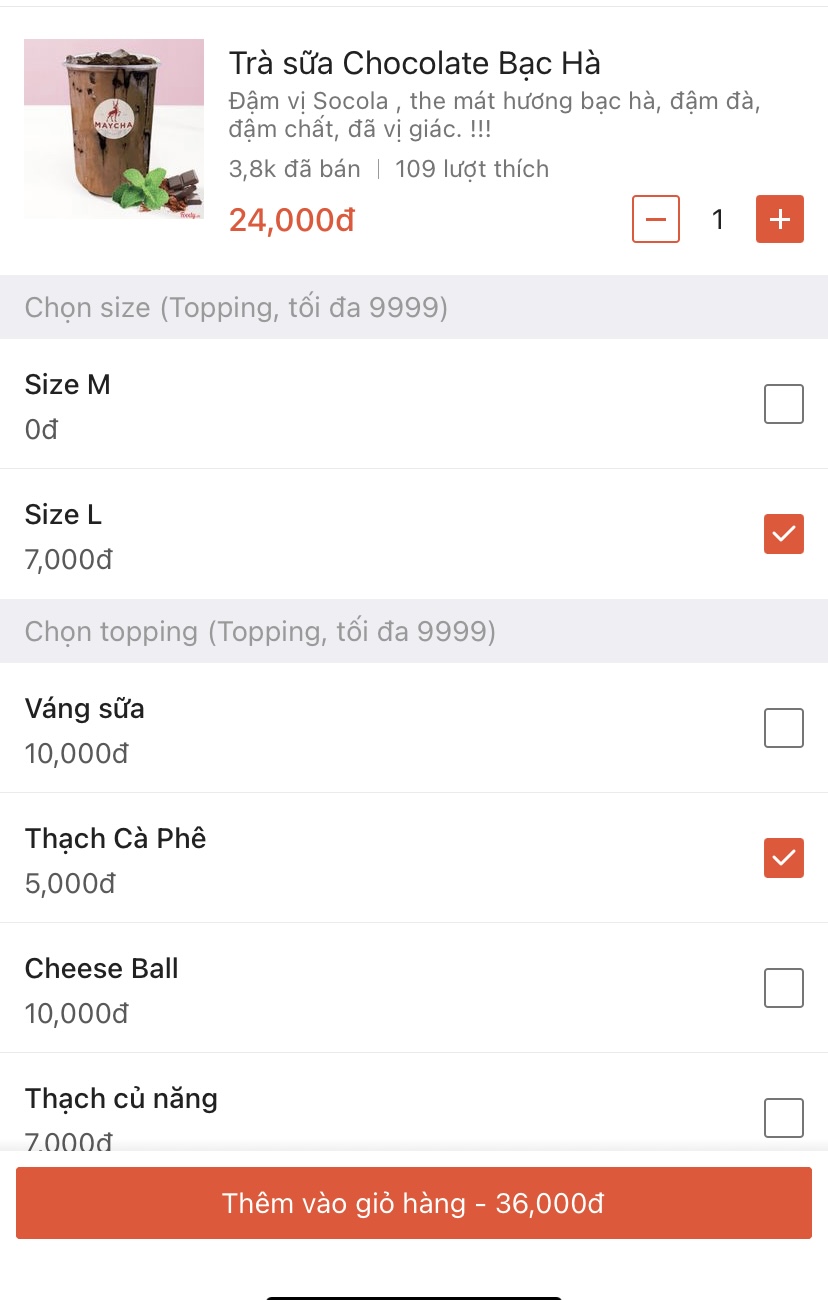 MAYCHA
foody.vn
Trà sữa Chocolate Bạc Hà
Đậm vị Socola , the mát hương bạc hà, đậm đà,
đậm chất, đã vị giác. !!!
3,8k đã bán | 109 lượt thích
24,000đ
1
Chọn size (Topping, tối đa 9999)
Size M
0đ
Size L
7,000đ
Chọn topping (Topping, tối đa 9999)
Váng sữa
10,000đ
Thạch Cà Phê
5,000đ
Cheese Ball
10,000đ
Thạch củ năng
7,000đ
Thêm vào giỏ hàng - 36,000đ